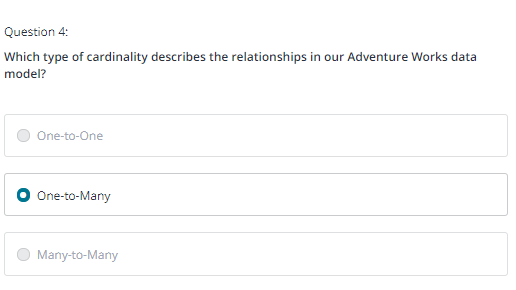 Question 4:
Which type of cardinality describes the relationships in our Adventure Works data
model?
One-to-One
One-to-Many
Many-to-Many